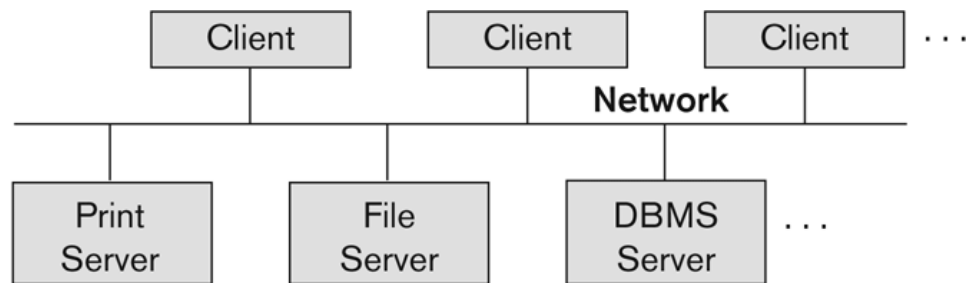 Client Client Client ...
Network
Print File DBMS
Server Server Server ...